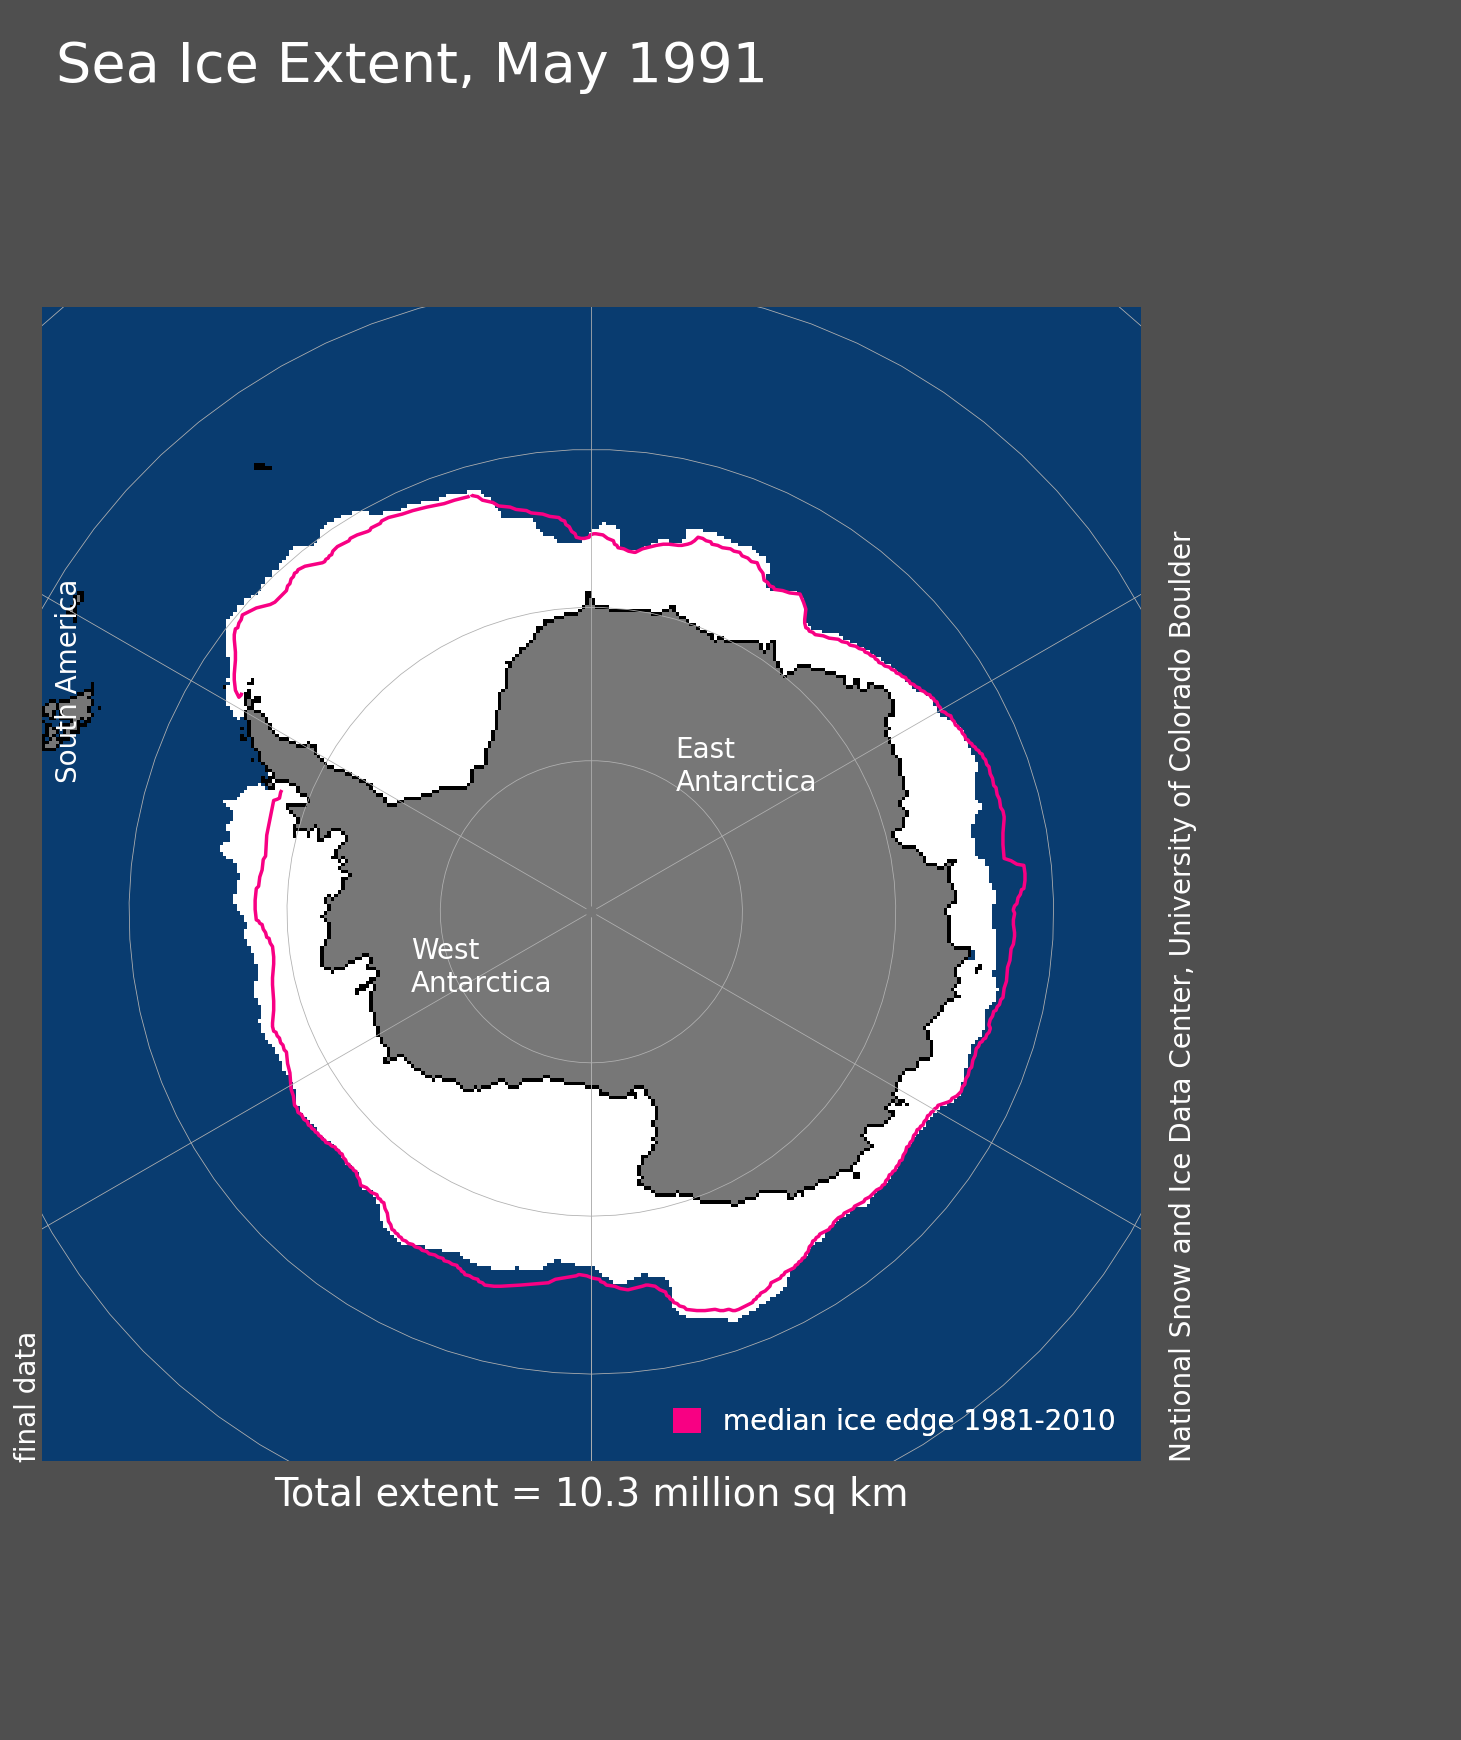 Sea Ice Extent, May 1991
South America
East
Antarctica
West
Antarctica
final data
median ice edge 1981-2010
National Snow and Ice Data Center, University of Colorado Boulder
Total extent = 10.3 million sq km